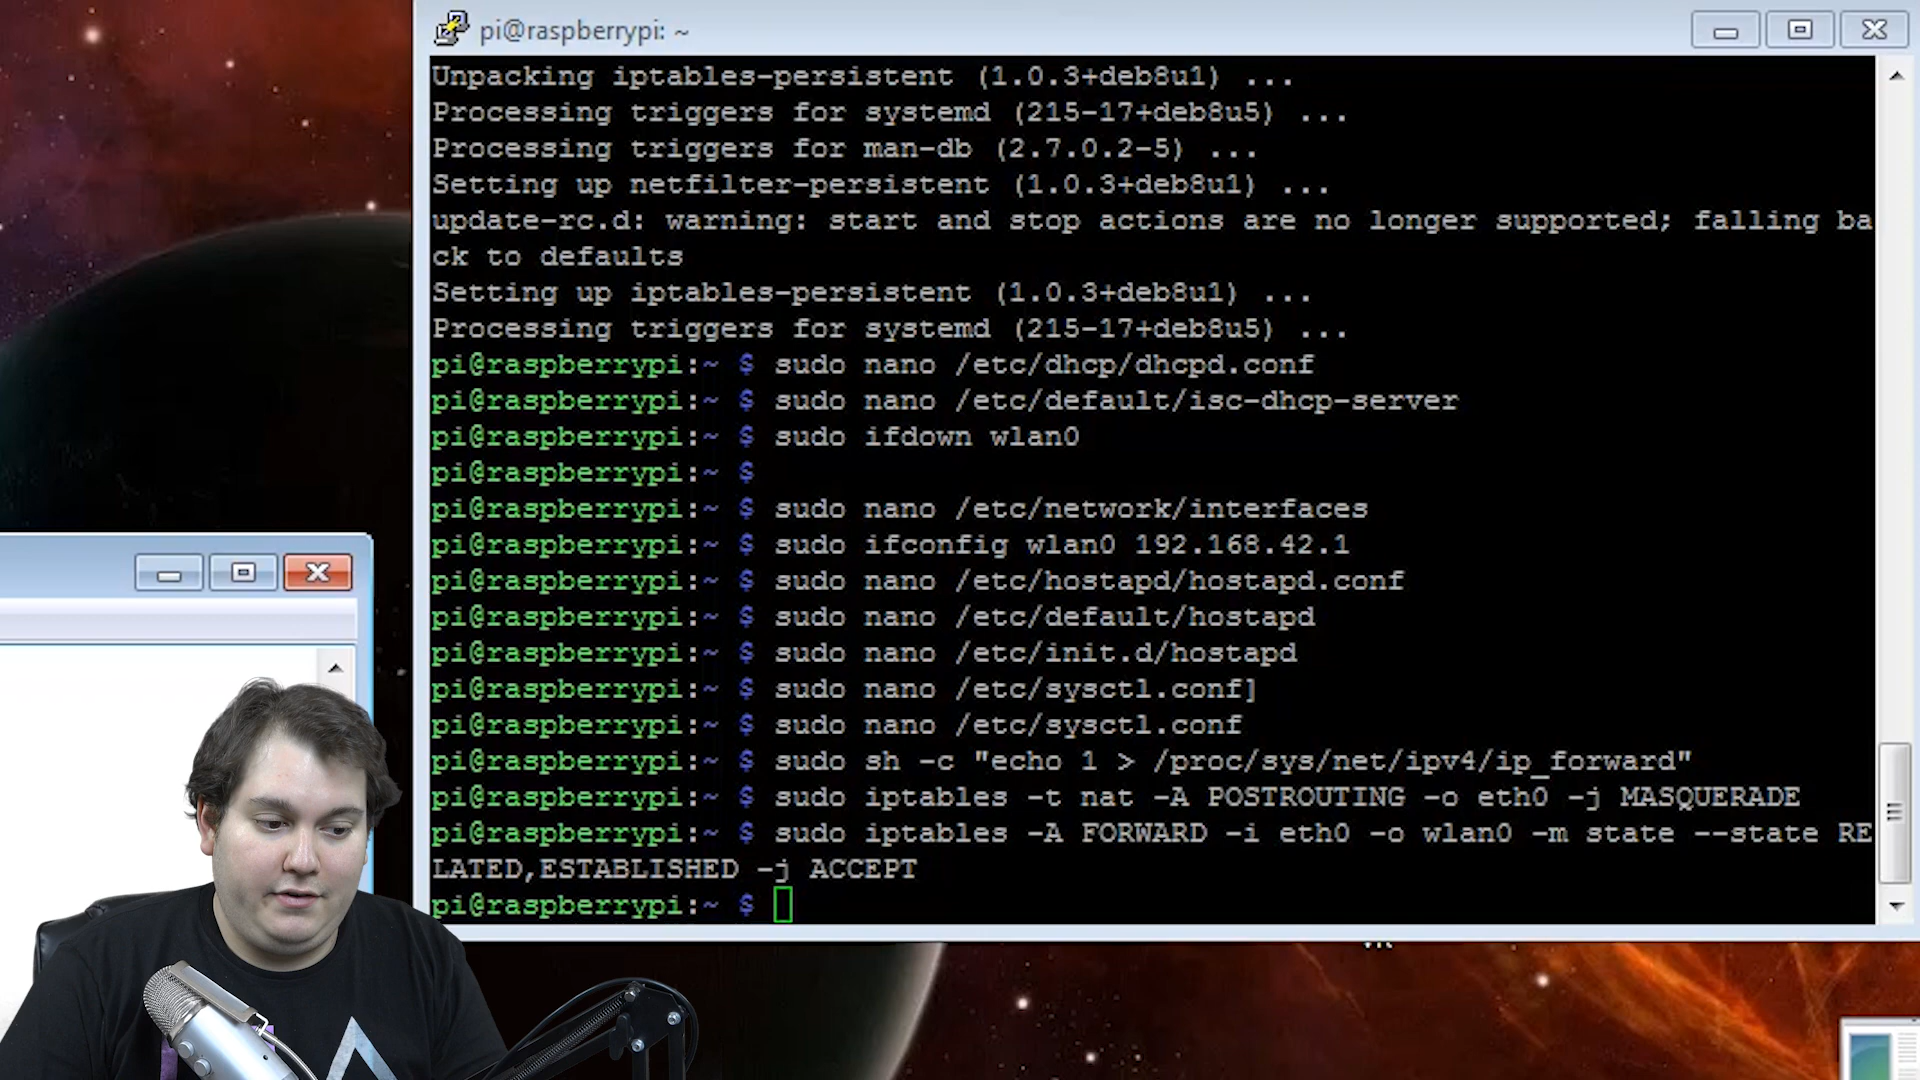 pi@raspberrypi: ~
Unpacking iptables-persistent (1.0.3+deb8u1) ...
Processing triggers for systemd (215-17+deb8u5) ...
Processing triggers for man-db (2.7.0.2-5) ...
Setting up netfilter-persistent (1.0.3+deb8u1) ...
update-rc.d: warning: start and stop actions are no longer supported; falling ba
ck to defaults
Setting up iptables-persistent (1.0.3+deb8u1) ...
Processing triggers for systemd (215-17+deb8u5) ...
pi@raspberrypi:~ $ sudo nano /etc/dhcp/dhcpd.conf
pi@raspberrypi:~ $ sudo nano /etc/default/isc-dhcp-server
pi@raspberrypi:~ $ sudo ifdown wlan0
pi@raspberrypi:~ $
pi@raspberrypi:~ $ sudo nano /etc/network/interfaces
pi@raspberrypi:~ $ sudo ifconfig wlan0 192.168.42.1
pi@raspberrypi:~ $ sudo nano /etc/hostapd/hostapd.conf
pi@raspberrypi:~ $ sudo nano /etc/default/hostapd
pi@raspberrypi:~ $ sudo nano /etc/init.d/hostapd
pi@raspberrypi:~ $ sudo nano /etc/sysctl.conf]
pi@raspberrypi:~ $ sudo nano /etc/sysctl.conf
pi@raspberrypi:~ $ sudo sh -c "echo 1 > /proc/sys/net/ipv4/ip_forward"
pi@raspberrypi:~ $ sudo iptables -t nat -A POSTROUTING -o eth0 -j MASQUERADE
pi@raspberrypi:~ $ sudo iptables -A FORWARD -i eth0 -o wlan0 -m state --state RE
LATED,ESTABLISHED -j ACCEPT
pi@raspberrypi:~ $